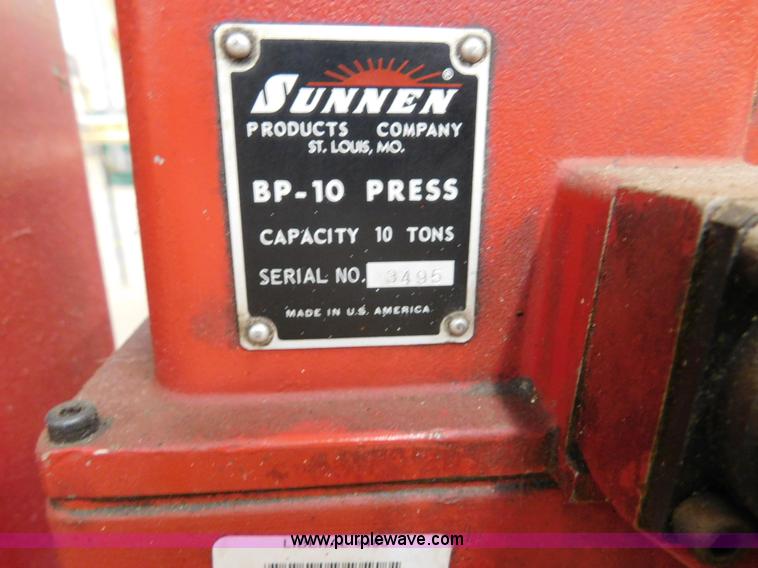 SUNNEN®
PRODUCTS COMPANY
ST. LOUIS, MO.
BP-10 PRESS
CAPACITY 10 TONS
SERIAL NO. 3495
MADE IN U.S. AMERICA
www.purplewave.com